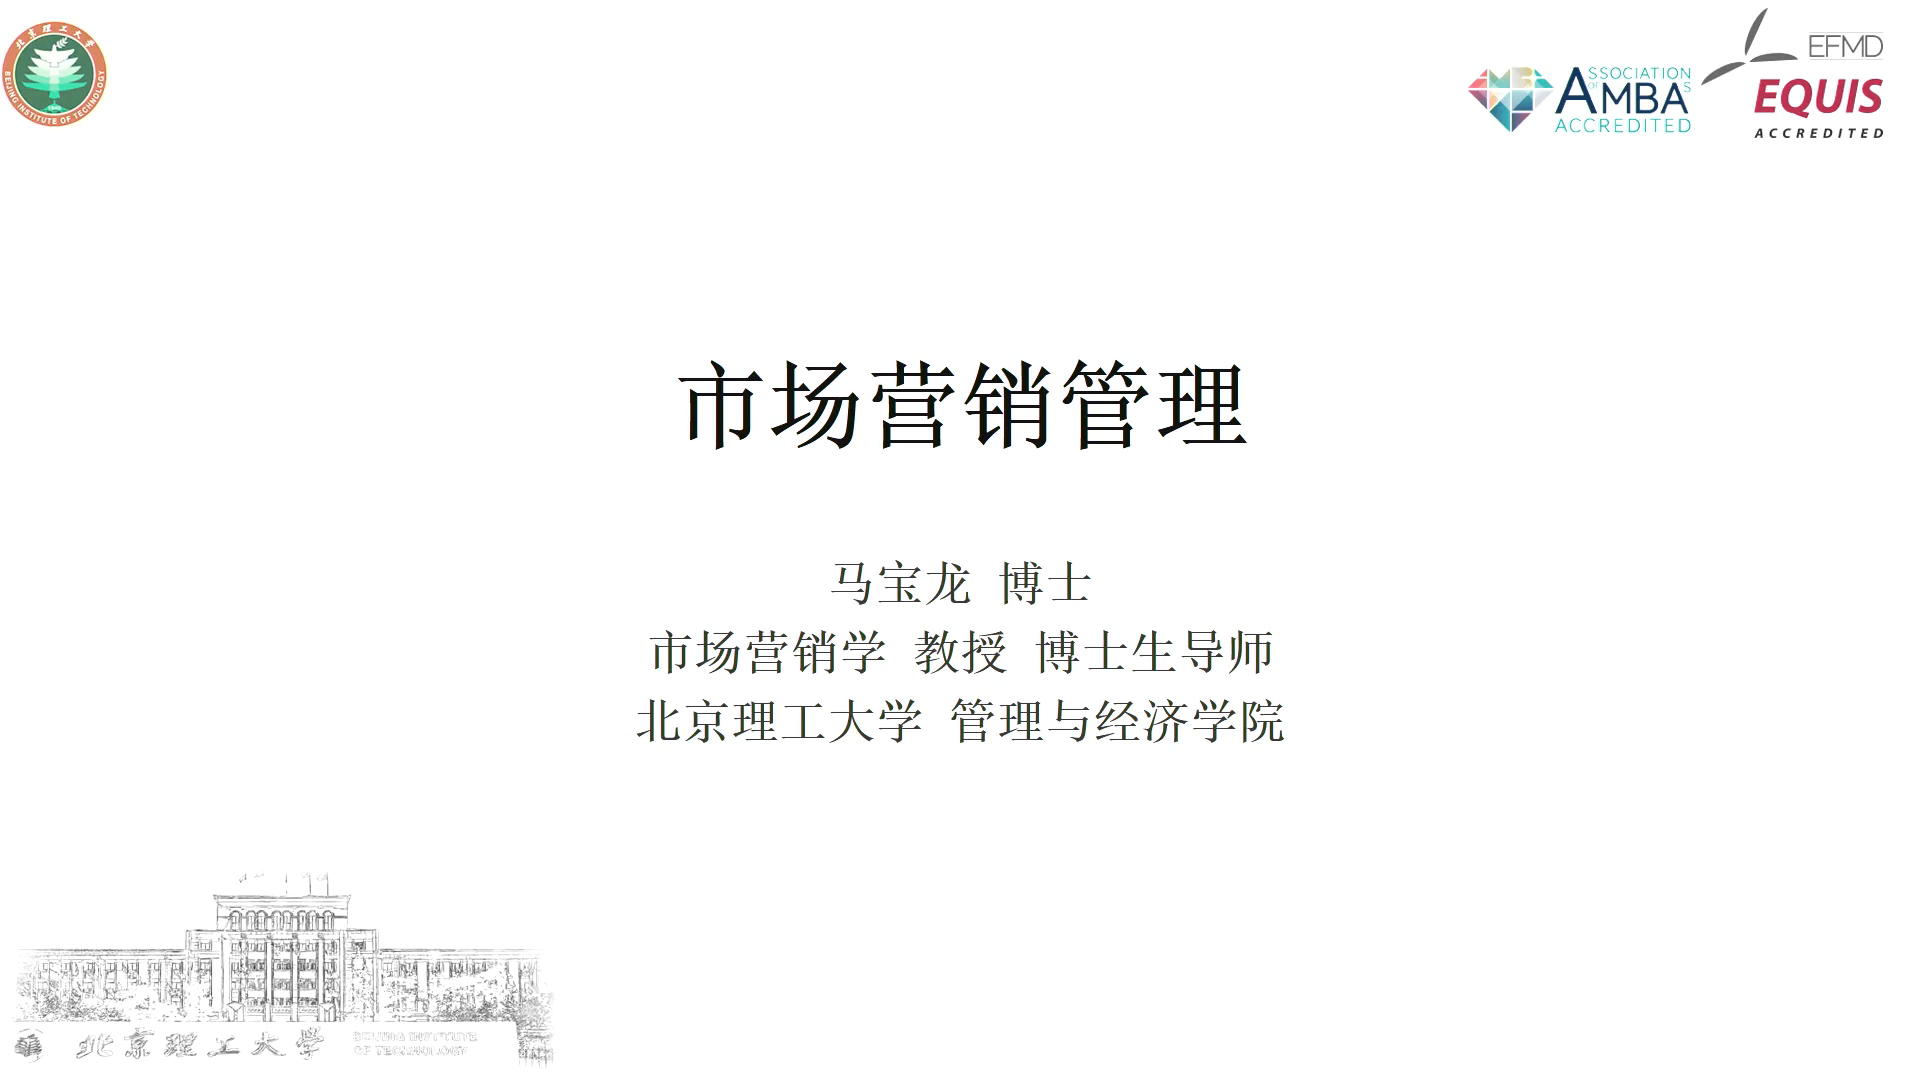 北京理工大学
BEIJING INSTITUTE OF TECHNOLOGY
1940
ASSOCIATION
OF MBAS
AMBA
ACCREDITED
EFMD
EQUIS
ACCREDITED
市场营销管理
马宝龙 博士
市场营销学 教授 博士生导师
北京理工大学 管理与经济学院
北京理工大学
BEIJING INSTITUTE
OF TECHNOLOGY